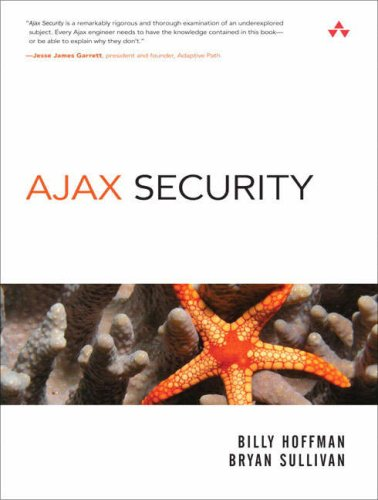 "Ajax Security is a remarkably rigorous and thorough examination of an underexplored
subject. Every Ajax engineer needs to have the knowledge contained in this book—
or be able to explain why they don't."
—Jesse James Garrett, president and founder, Adaptive Path
AJAX SECURITY
BILLY HOFFMAN
BRYAN SULLIVAN